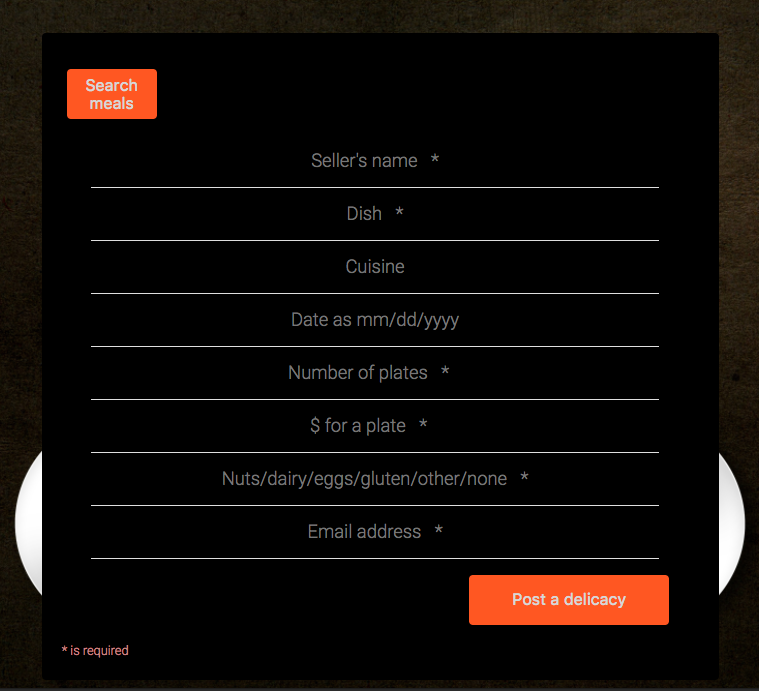 Search
meals
Seller's name *
Dish *
Cuisine
Date as mm/dd/yyyy
Number of plates *
$ for a plate *
Nuts/dairy/eggs/gluten/other/none *
Email address *
Post a delicacy
* is required